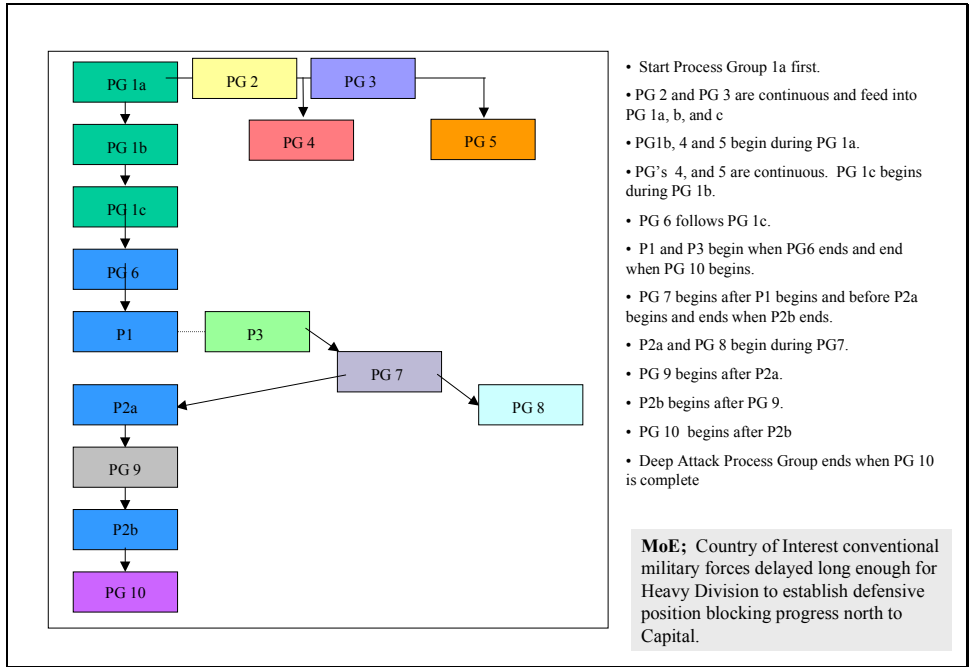 PG 1a
PG 2
PG 3
PG 4
PG 5
PG 1b
PG 1c
PG 6
P1
P3
PG 7
PG 8
P2a
PG 9
P2b
PG 10
• Start Process Group 1a first.
• PG 2 and PG 3 are continuous and feed into
PG 1a, b, and c
• PG1b, 4 and 5 begin during PG 1a.
• PG's 4, and 5 are continuous. PG 1c begins
during PG 1b.
• PG 6 follows PG 1c.
• P1 and P3 begin when PG6 ends and end
when PG 10 begins.
• PG 7 begins after P1 begins and before P2a
begins and ends when P2b ends.
• P2a and PG 8 begin during PG7.
• PG 9 begins after P2a.
• P2b begins after PG 9.
• PG 10 begins after P2b
• Deep Attack Process Group ends when PG 10
is complete
MoE; Country of Interest conventional
military forces delayed long enough for
Heavy Division to establish defensive
position blocking progress north to
Capital.